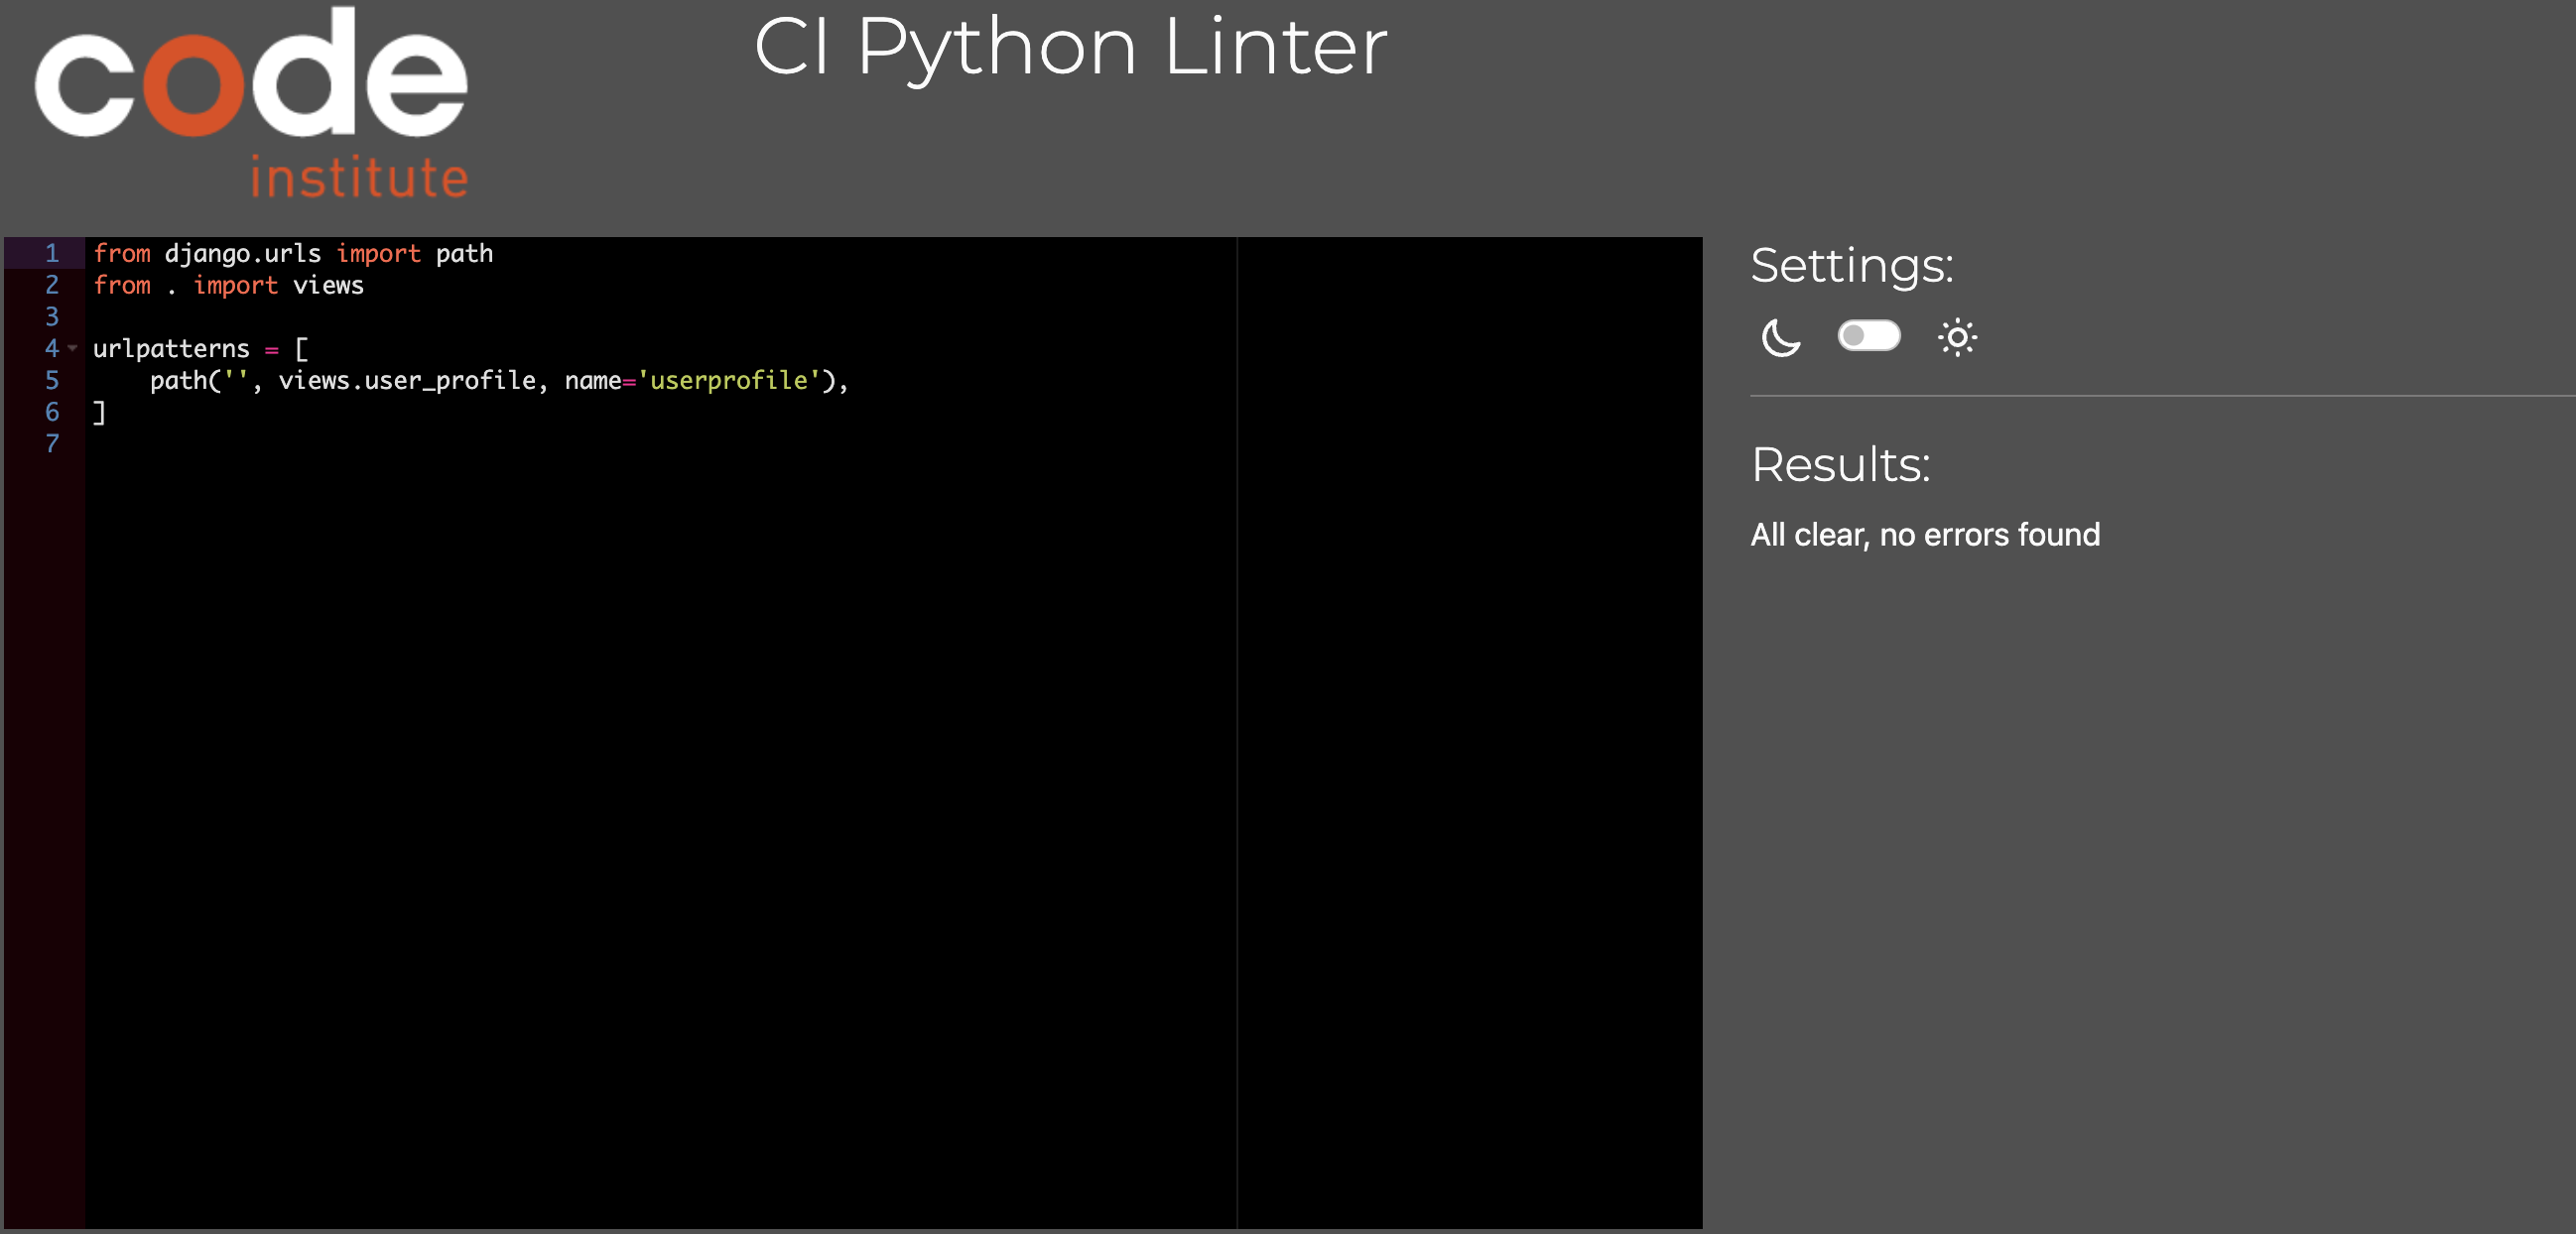 code
institute
CI Python Linter
1 from django.urls import path
2 from . import views
3
4 urlpatterns = [
5     path('', views.user_profile, name='userprofile'),
6 ]
7
Settings:
Results:
All clear, no errors found